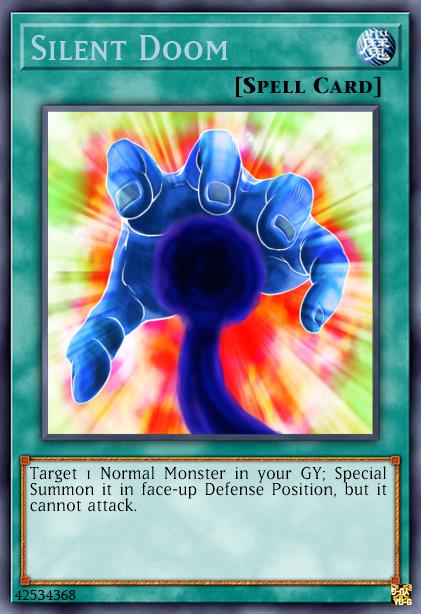 Silent Doom
魔
[Spell Card]
Target 1 Normal Monster in your GY; Special
Summon it in face-up Defense Position, but it
cannot attack.
42534368